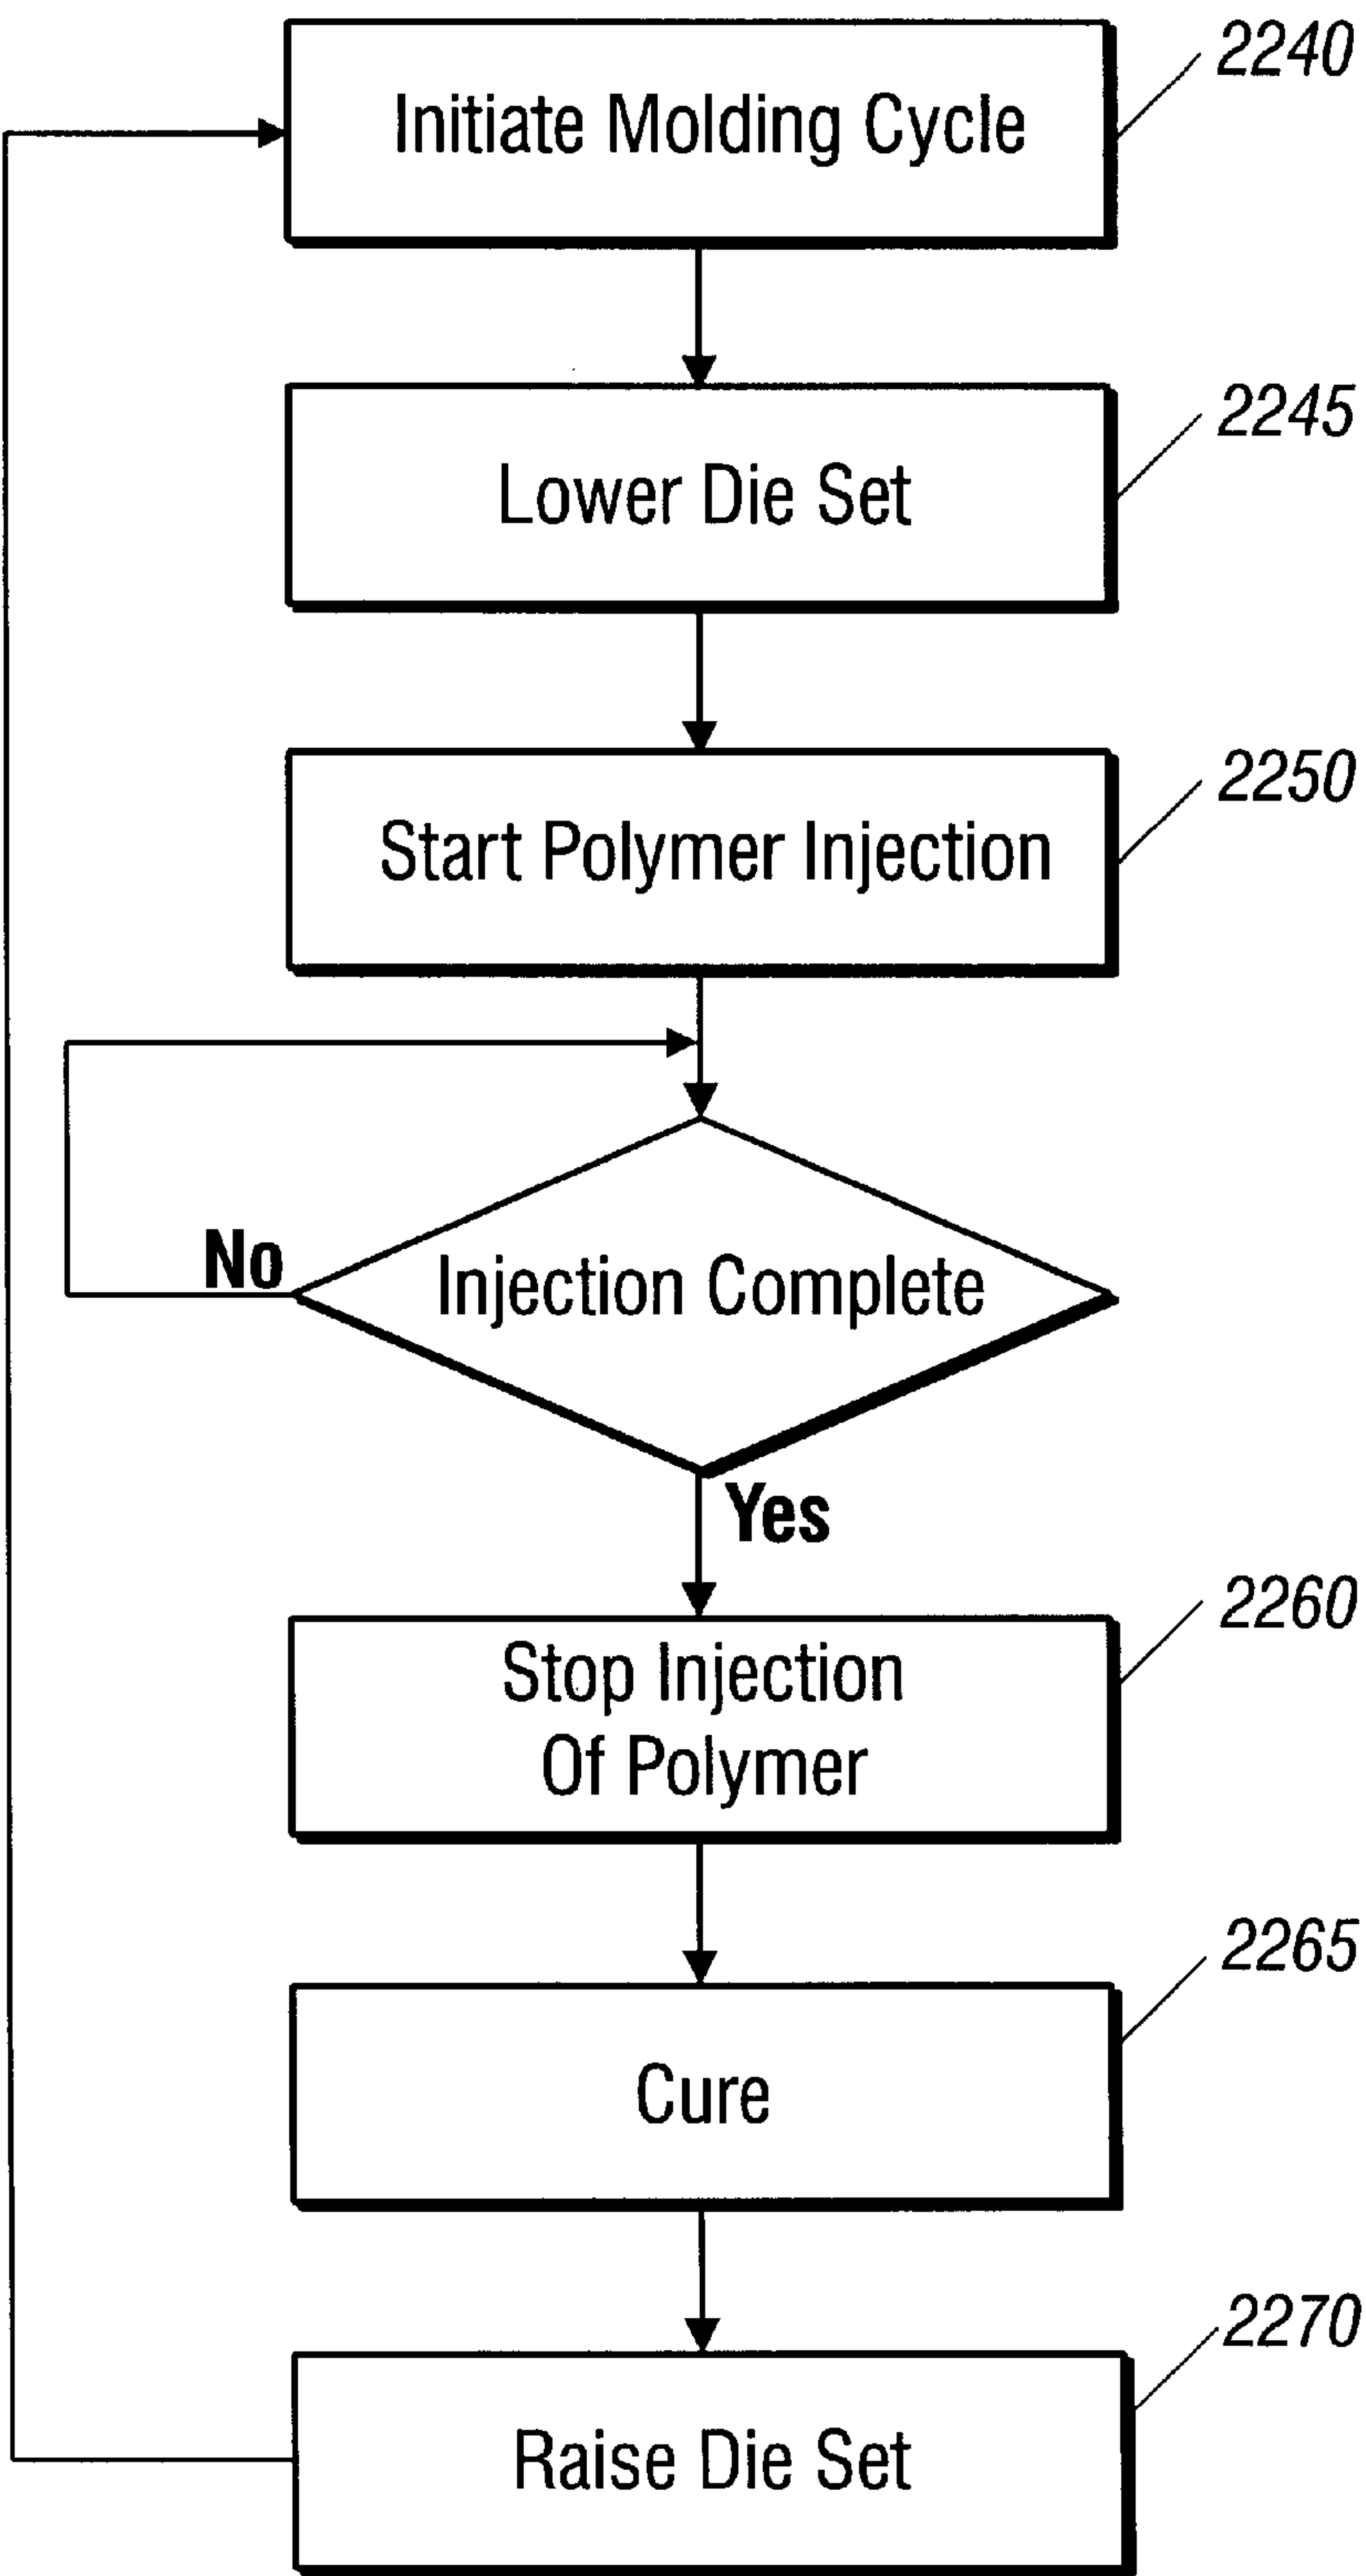 2240
Initiate Molding Cycle
2245
Lower Die Set
2250
Start Polymer Injection
No
Injection Complete
Yes
2260
Stop Injection
Of Polymer
2265
Cure
2270
Raise Die Set